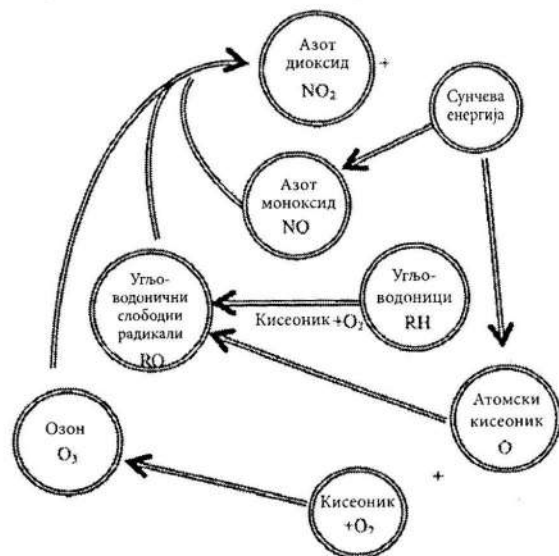 Азот
диоксид
NO₂
+
Сунчева
енергија
Азот
моноксид
NO
Угљо-
водонични
слободни
радикали
RO
Кисеоник +O₂
Угљо-
водоници
RH
Озон
O₃
Атомски
кисеоник
O
+
Кисеоник
+O₂